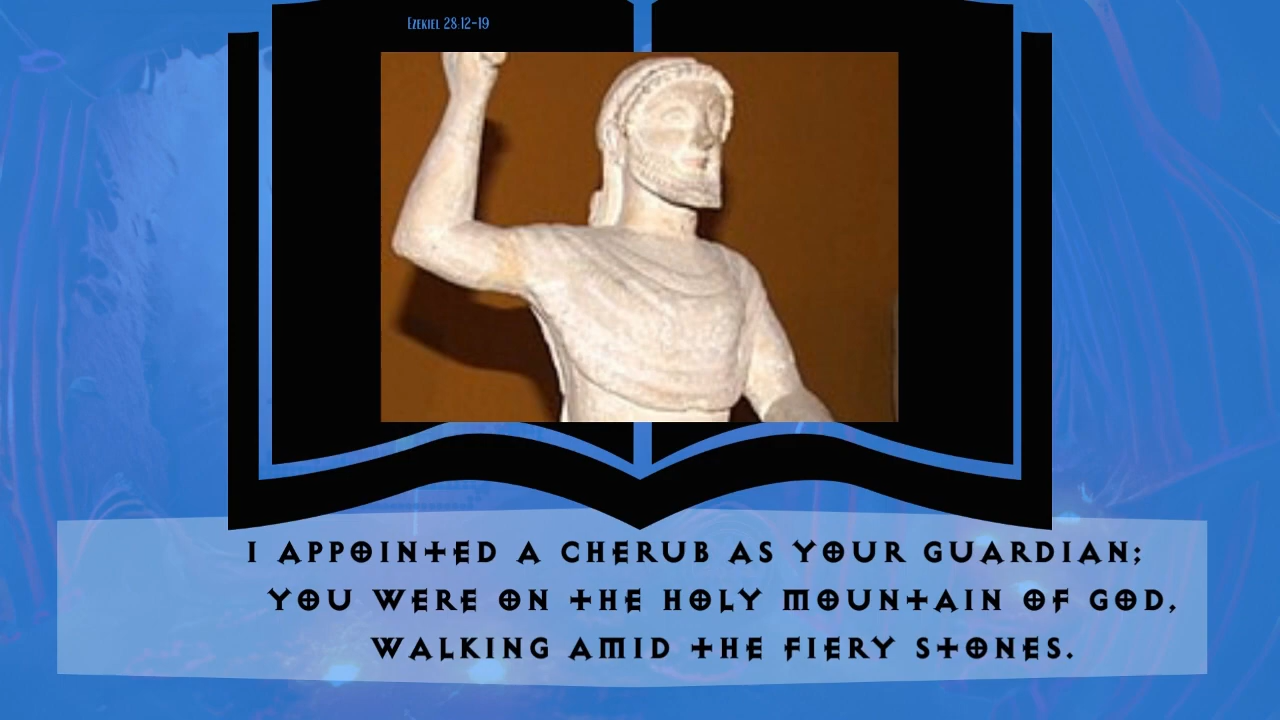 Ezekiel 28:12-19
I APPOINTED A CHERUB AS YOUR GUARDIAN;
YOU WERE ON THE HOLY MOUNTAIN OF GOD,
WALKING AMID THE FIERY STONES.